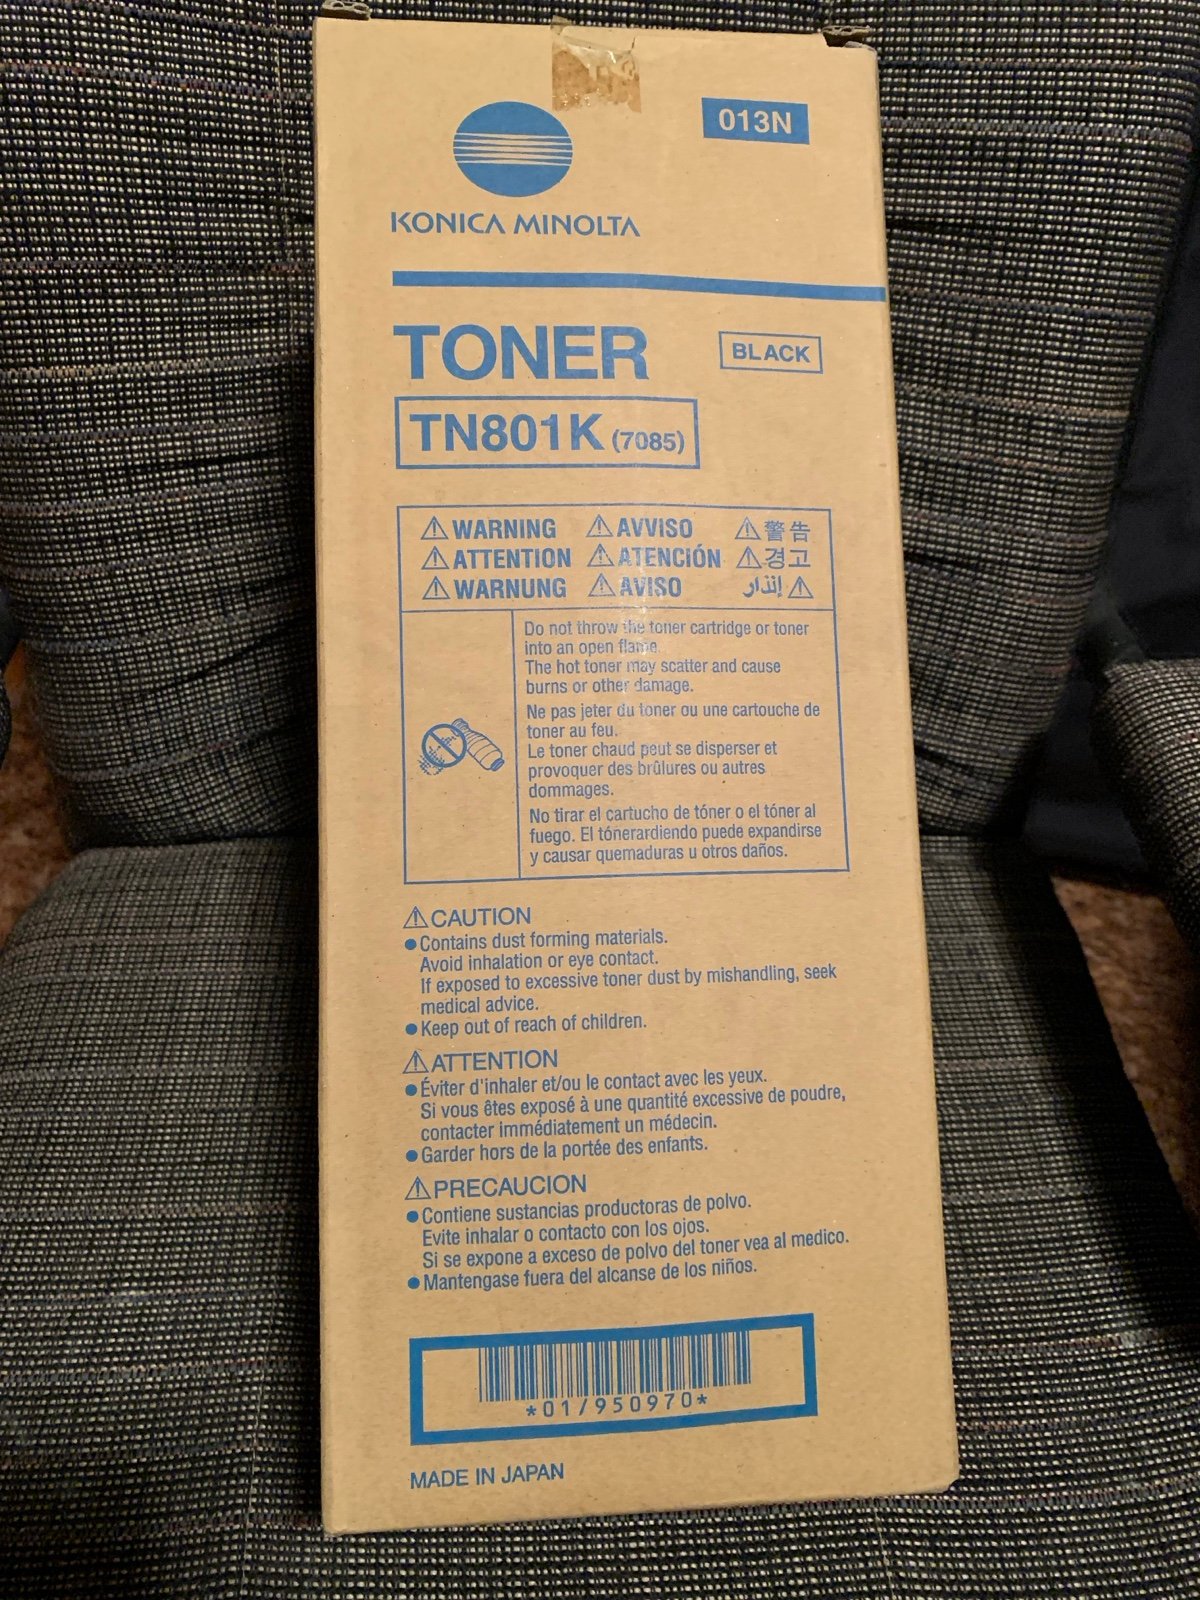 013N
KONICA MINOLTA
TONER
BLACK
TN801K (7085)
⚠WARNING ⚠AVVISO ⚠警告
⚠ATTENTION ⚠ATENCIÓN ⚠경고
⚠WARNUNG ⚠AVISO إنذار⚠
Do not throw the toner cartridge or toner
into an open flame.
The hot toner may scatter and cause
burns or other damage.
Ne pas jeter du toner ou une cartouche de
toner au feu.
Le toner chaud peut se disperser et
provoquer des brûlures ou autres
dommages.
No tirar el cartucho de tóner o el tóner al
fuego. El tónerardiendo puede expandirse
y causar quemaduras u otros daños.
⚠CAUTION
●Contains dust forming materials.
Avoid inhalation or eye contact.
If exposed to excessive toner dust by mishandling, seek
medical advice.
●Keep out of reach of children.
⚠ATTENTION
●Éviter d'inhaler et/ou le contact avec les yeux.
Si vous êtes exposé à une quantité excessive de poudre,
contacter immédiatement un médecin.
●Garder hors de la portée des enfants.
⚠PRECAUCION
●Contiene sustancias productoras de polvo.
Evite inhalar o contacto con los ojos.
Si se expone a exceso de polvo del toner vea al medico.
●Mantengase fuera del alcanse de los niños.
*01/950970*
MADE IN JAPAN